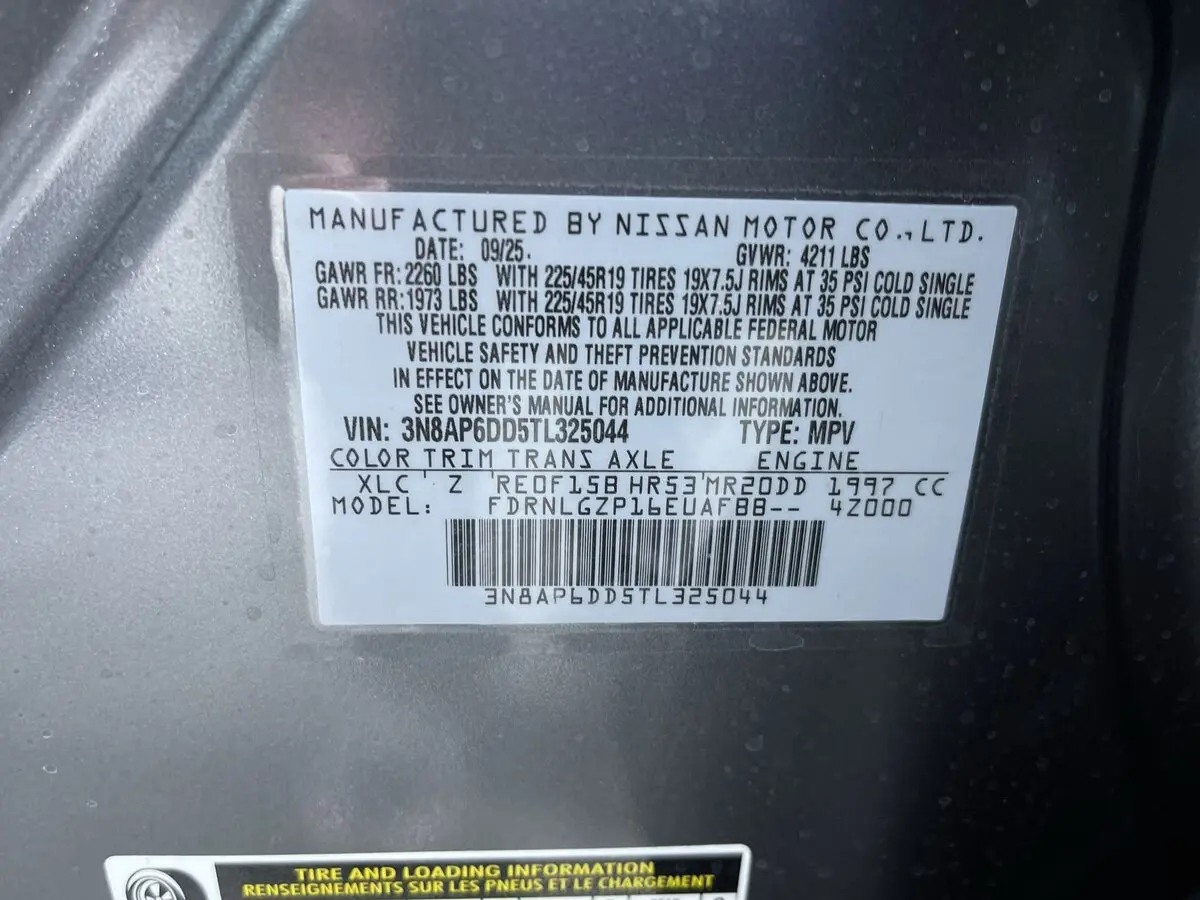 MANUFACTURED BY NISSAN MOTOR CO., LTD.
DATE: 09/25. GVWR: 4211 LBS
GAWR FR: 2260 LBS WITH 225/45R19 TIRES 19X7.5J RIMS AT 35 PSI COLD SINGLE
GAWR RR: 1973 LBS WITH 225/45R19 TIRES 19X7.5J RIMS AT 35 PSI COLD SINGLE
THIS VEHICLE CONFORMS TO ALL APPLICABLE FEDERAL MOTOR
VEHICLE SAFETY AND THEFT PREVENTION STANDARDS
IN EFFECT ON THE DATE OF MANUFACTURE SHOWN ABOVE.
SEE OWNER'S MANUAL FOR ADDITIONAL INFORMATION.
VIN: 3N8AP6DD5TL325044 TYPE: MPV
COLOR TRIM TRANS AXLE ENGINE
XLC ' Z 'RE0F15B HR53'MR20DD 1997 CC
MODEL: FDRNLGZP16EUAFBB-- 4Z000
3N8AP6DD5TL325044
TIRE AND LOADING INFORMATION
RENSEIGNEMENTS SUR LES PNEUS ET LE CHARGEMENT